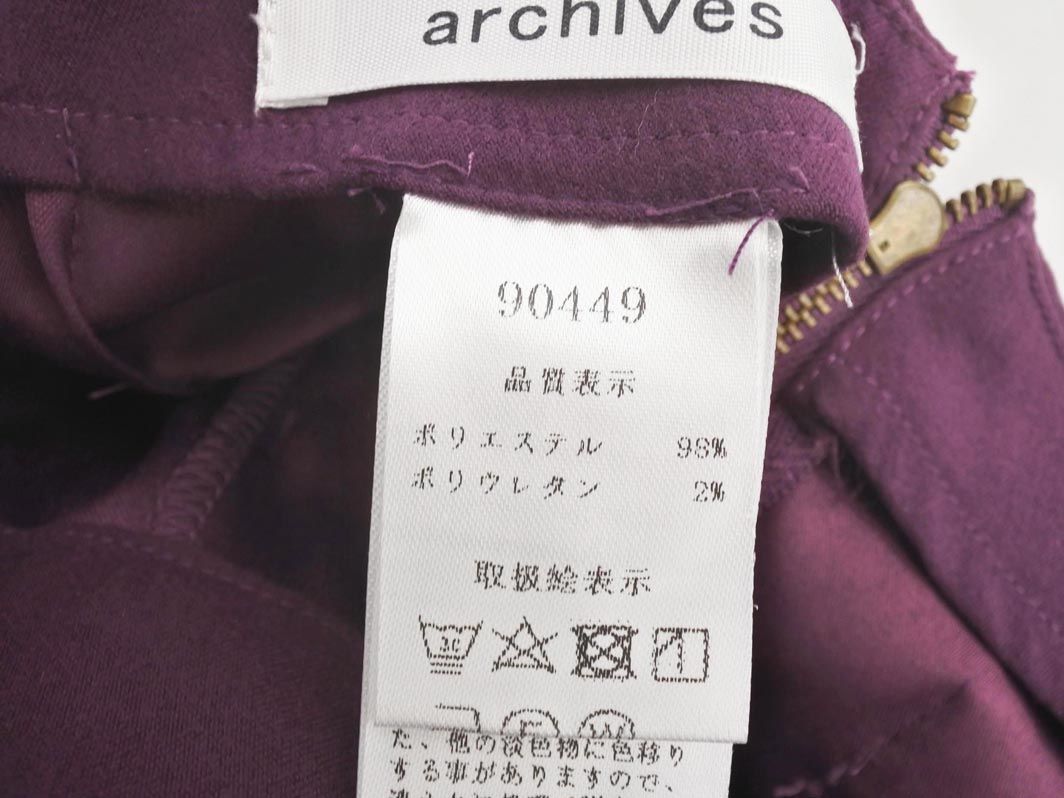 archives
90449
品質表示
ポリエステル 98%
ポリウレタン 2%
取扱絵表示
た、他の淡色物に色移り
する事がありますので、